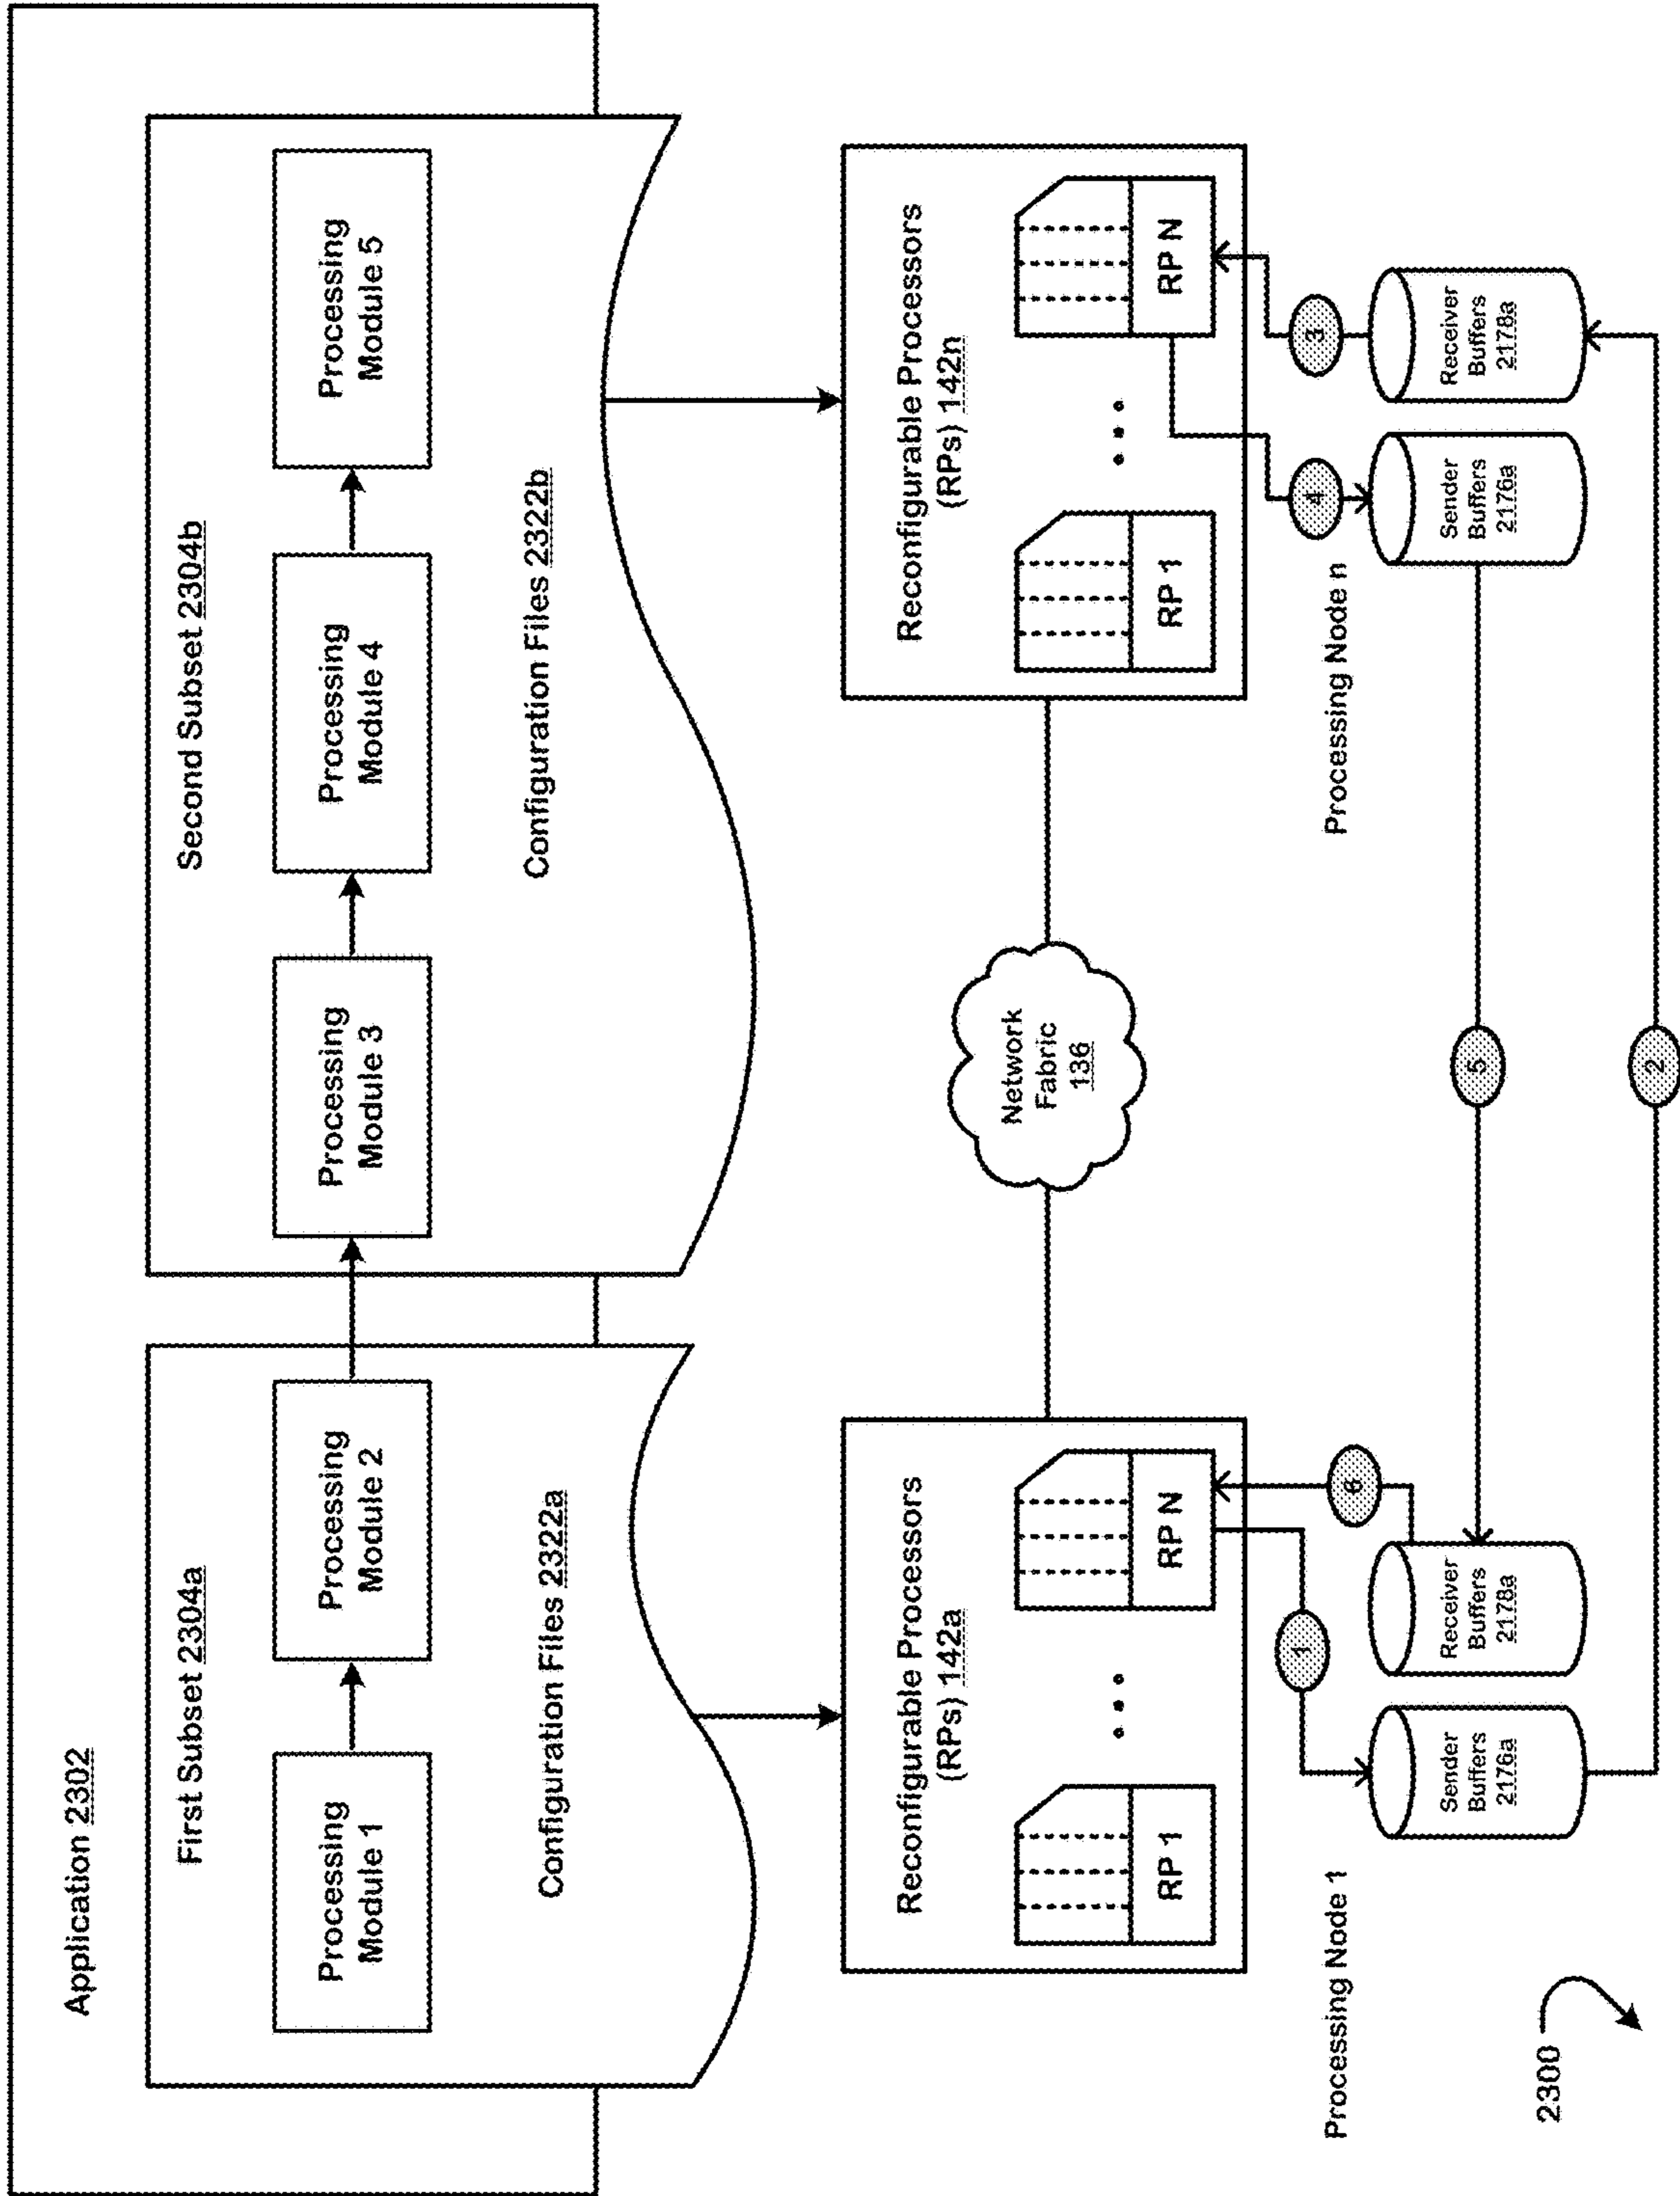 Application 2302
First Subset 2304a
Processing
Module 1
Processing
Module 2
Configuration Files 2322a
Second Subset 2304b
Processing
Module 3
Processing
Module 4
Processing
Module 5
Configuration Files 2322b
Reconfigurable Processors
(RPs) 142a
RP 1
• • •
RP N
Network
Fabric
136
Reconfigurable Processors
(RPs) 142n
RP 1
• • •
RP N
Processing Node 1
1
6
Sender
Buffers
2176a
Receiver
Buffers
2178a
Processing Node n
4
3
Sender
Buffers
2176a
Receiver
Buffers
2178a
5
2
2300